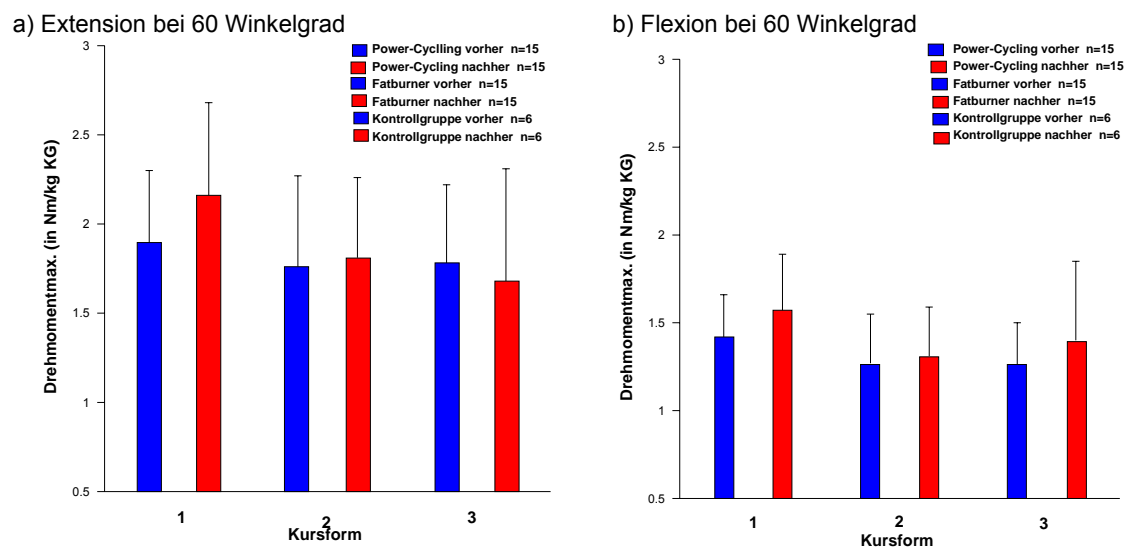 a) Extension bei 60 Winkelgrad
3
2.5
2
1.5
1
0.5
Drehmomentmax. (in Nm/kg KG)
Power-Cyclling vorher n=15
Power-Cycling nachher n=15
Fatburner vorher n=15
Fatburner nachher n=15
Kontrollgruppe vorher n=6
Kontrollgruppe nachher n=6
1
2
3
Kursform
b) Flexion bei 60 Winkelgrad
3
2.5
2
1.5
1
0.5
Drehmomentmax. (in Nm/kg KG)
Power-Cycling vorher n=15
Power-Cycling nachher n=15
Fatburner vorher n=15
Fatburner nachher n=15
Kontrollgruppe vorher n=6
Kontrollgruppe nachher n=6
1
2
3
Kursform